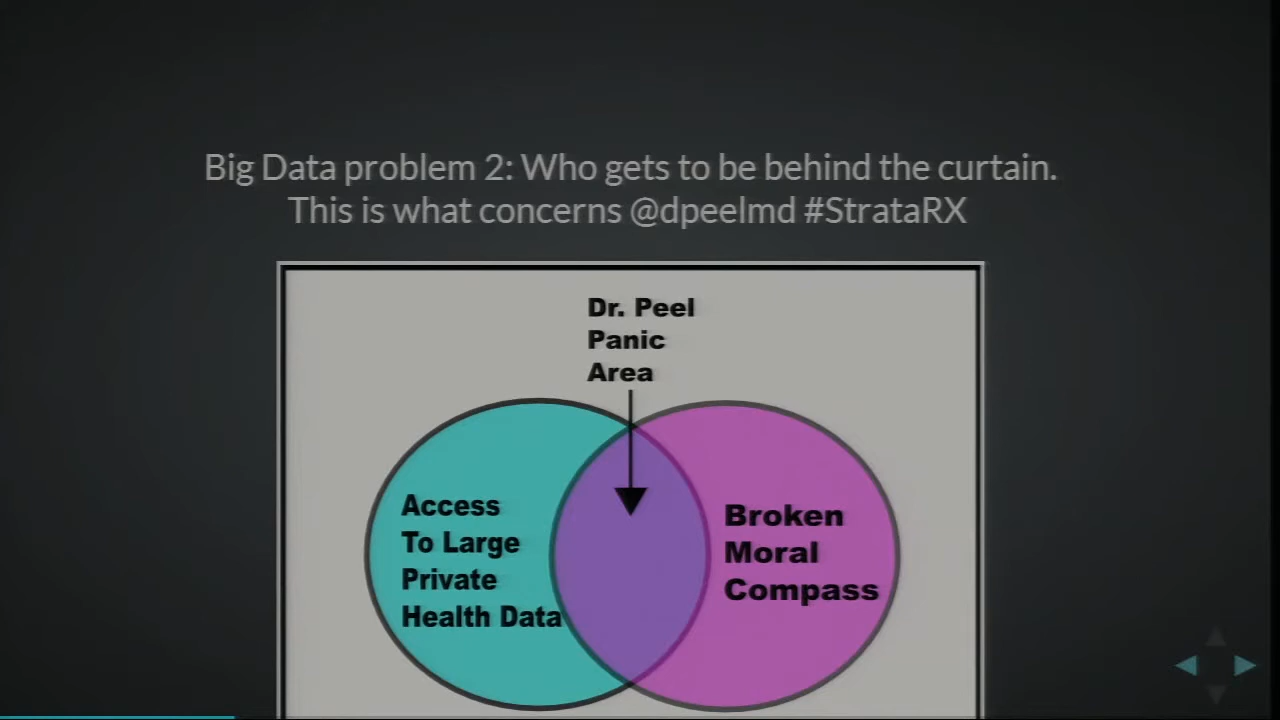 Big Data problem 2: Who gets to be behind the curtain.
This is what concerns @dpeelmd #StrataRX
Dr. Peel
Panic
Area
Access
To Large
Private
Health Data
Broken
Moral
Compass